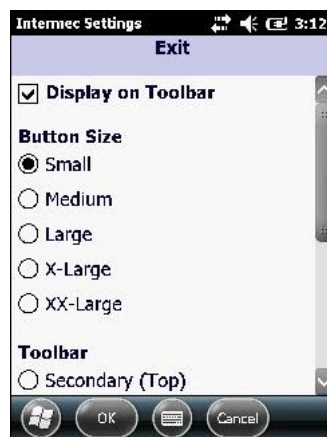 Intermec Settings 3:12
Exit
Display on Toolbar
Button Size
Small
Medium
Large
X-Large
XX-Large
Toolbar
Secondary (Top)
OK Cancel